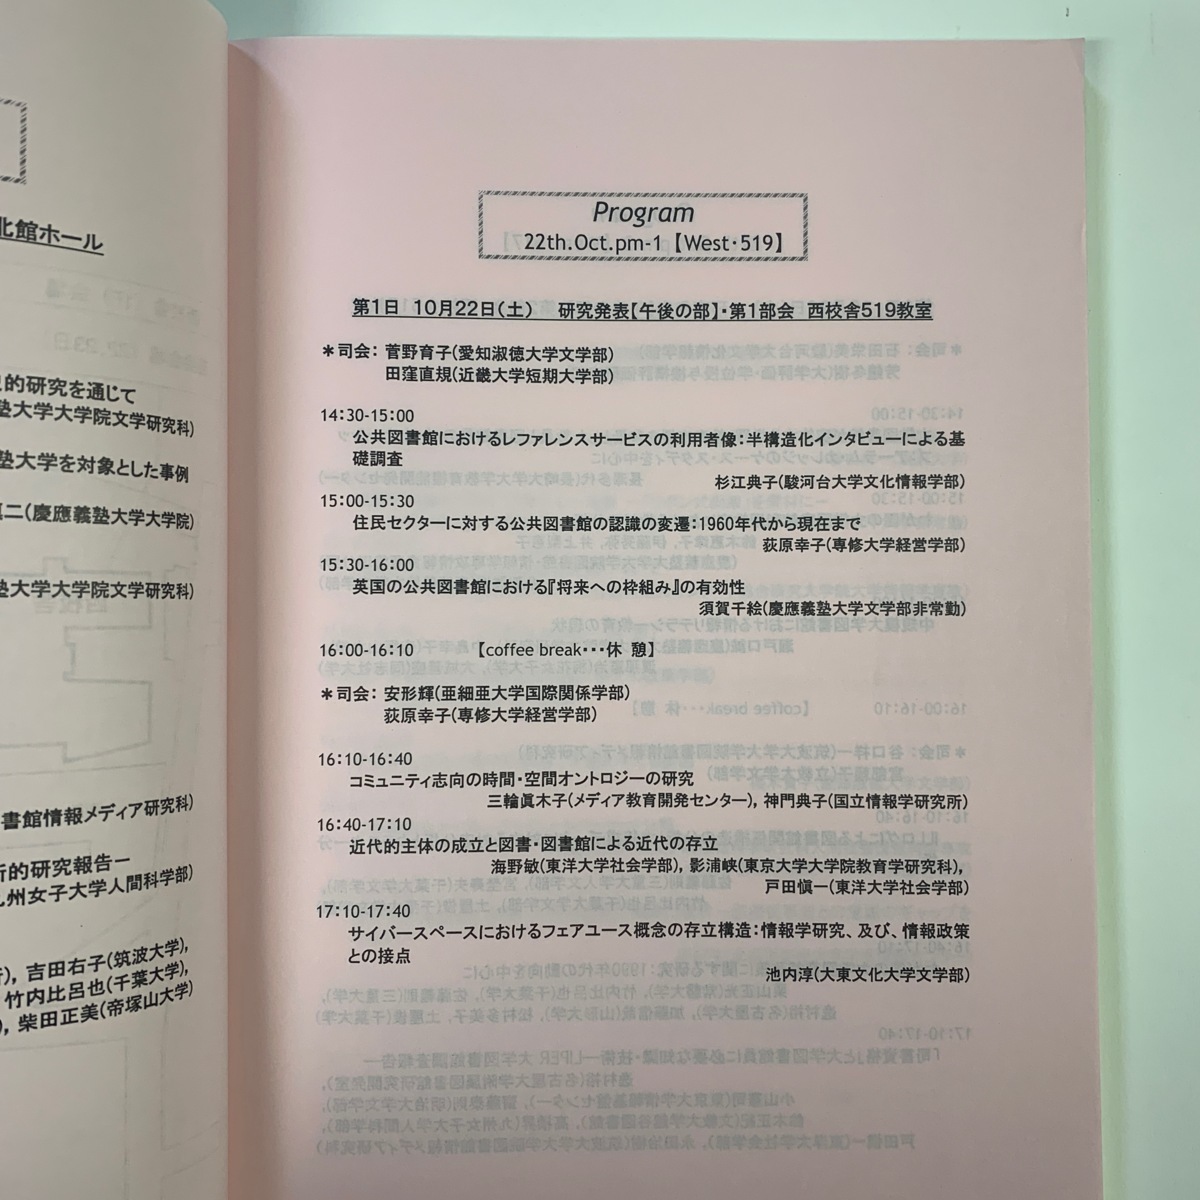 北館ホール
的研究を通じて
塾大学大学院文学研究科)
塾大学を対象とした事例
二(慶應義塾大学大学院)
塾大学大学院文学研究科)
書館情報メディア研究科)
的研究報告ー
九州女子大学人間科学部)
, 吉田右子(筑波大学),
竹内比呂也(千葉大学),
, 柴田正美(帝塚山大学)
Program
22th.Oct.pm-1【West・519】
第1日 10月22日(土) 研究発表【午後の部】・第1部会 西校舎519教室
＊司会： 菅野育子(愛知淑徳大学文学部)
田窪直規(近畿大学短期大学部)
14:30-15:00
公共図書館におけるレファレンスサービスの利用者像：半構造化インタビューによる基
礎調査
杉江典子(駿河台大学文化情報学部)
15:00-15:30
住民セクターに対する公共図書館の認識の変遷：1960年代から現在まで
荻原幸子(専修大学経営学部)
15:30-16:00
英国の公共図書館における『将来への枠組み』の有効性
須賀千絵(慶應義塾大学文学部非常勤)
16:00-16:10 【coffee break・・・休 憩】
＊司会： 安形輝(亜細亜大学国際関係学部)
荻原幸子(専修大学経営学部)
16:10-16:40
コミュニティ志向の時間・空間オントロジーの研究
三輪眞木子(メディア教育開発センター), 神門典子(国立情報学研究所)
16:40-17:10
近代的主体の成立と図書・図書館による近代の存立
海野敏(東洋大学社会学部), 影浦峡(東京大学大学院教育学研究科),
戸田愼一(東洋大学社会学部)
17:10-17:40
サイバースペースにおけるフェアユース概念の存立構造：情報学研究、及び、情報政策
との接点
池内淳(大東文化大学文学部)